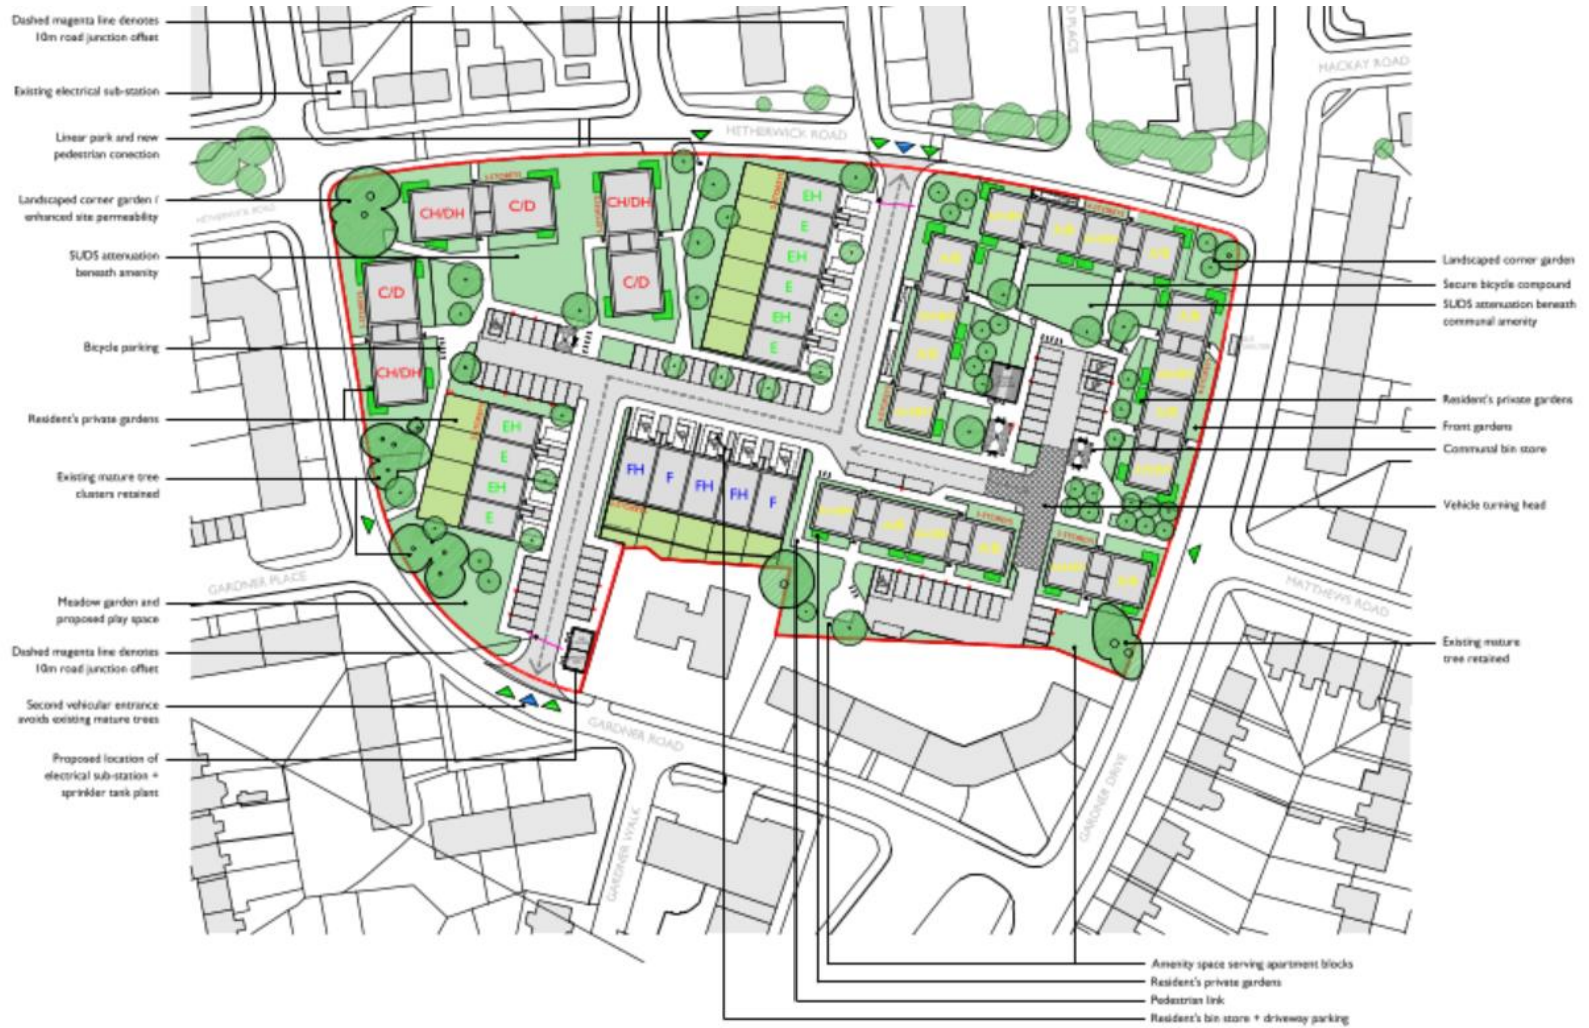 Dashed magenta line denotes
10m road junction offset
Existing electrical sub-station
Linear park and new
pedestrian conection
Landscaped corner garden /
enhanced site permeability
SUDS attenuation
beneath amenity
Bicycle parking
Resident's private gardens
Existing mature tree
clusters retained
Meadow garden and
proposed play space
Dashed magenta line denotes
10m road junction offset
Second vehicular entrance
avoids existing mature trees
Proposed location of
electrical sub-station +
sprinkler tank plant
HETHERWICK ROAD
MACKAY ROAD
HETHERWICK ROAD
GARDNER PLACE
GARDNER ROAD
GARDNER WALK
GARDNER DRIVE
MATTHEWS ROAD
CH/DH
C/D
CH/DH
C/D
C/D
CH/DH
EH
E
EH
E
EH
E
EH
E
EH
E
FH
F
FH
FH
F
Landscaped corner garden
Secure bicycle compound
SUDS attenuation beneath
communal amenity
Resident's private gardens
Front gardens
Communal bin store
Vehicle turning head
Existing mature
tree retained
Amenity space serving apartment blocks
Resident's private gardens
Pedestrian link
Resident's bin store + driveway parking